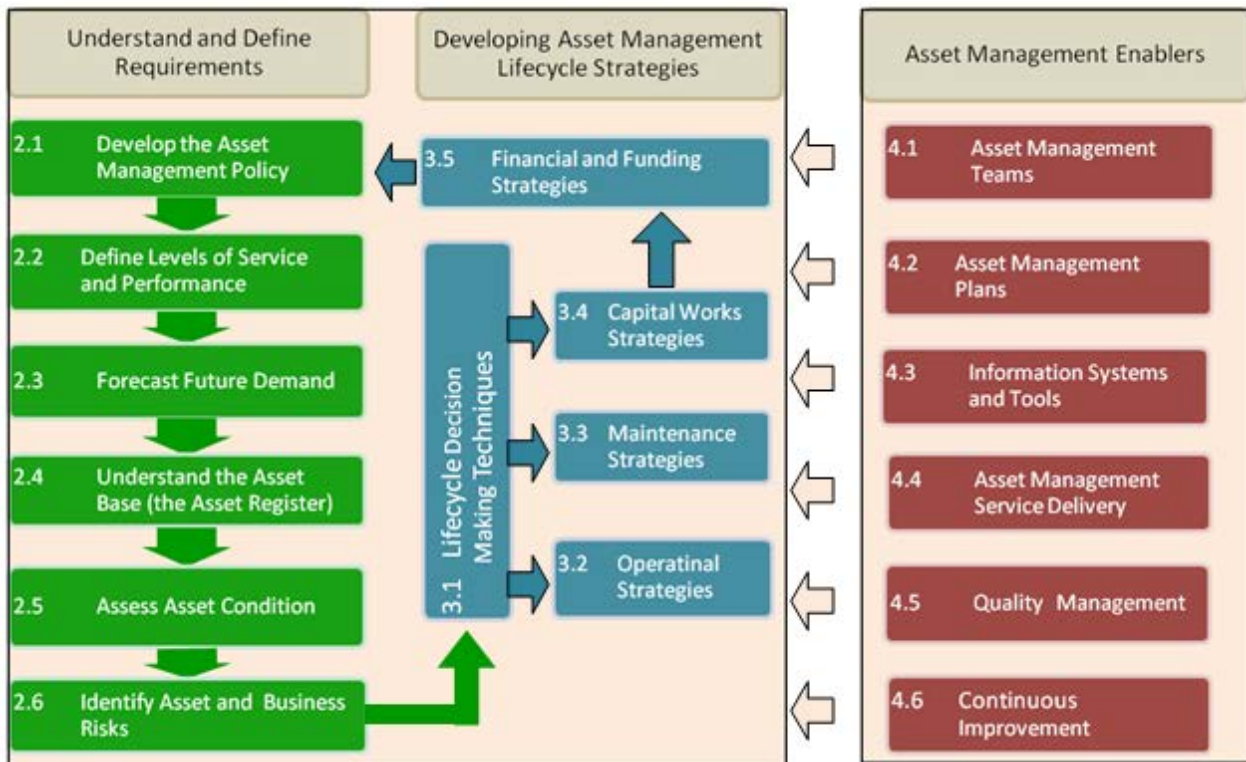 Understand and Define
Requirements
2.1 Develop the Asset
Management Policy
2.2 Define Levels of Service
and Performance
2.3 Forecast Future Demand
2.4 Understand the Asset
Base (the Asset Register)
2.5 Assess Asset Condition
2.6 Identify Asset and Business
Risks
Developing Asset Management
Lifecycle Strategies
3.5 Financial and Funding
Strategies
3.1 Lifecycle Decision
Making Techniques
3.4 Capital Works
Strategies
3.3 Maintenance
Strategies
3.2 Operatinal
Strategies
Asset Management Enablers
4.1 Asset Management
Teams
4.2 Asset Management
Plans
4.3 Information Systems
and Tools
4.4 Asset Management
Service Delivery
4.5 Quality Management
4.6 Continuous
Improvement